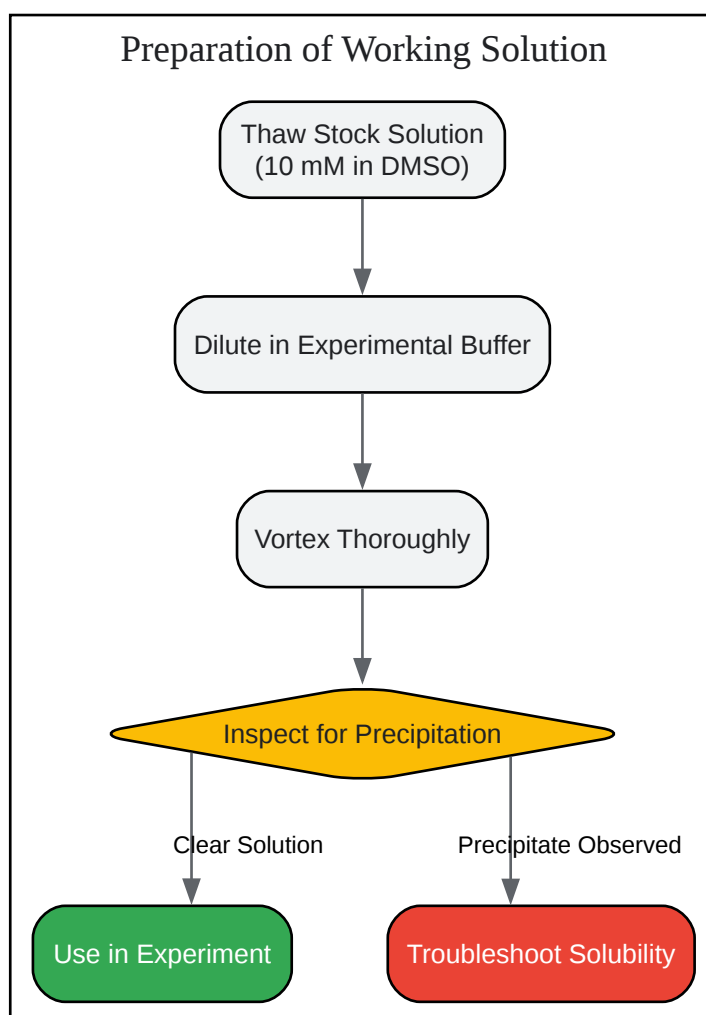 Preparation of Working Solution
Thaw Stock Solution
(10 mM in DMSO)
Dilute in Experimental Buffer
Vortex Thoroughly
Inspect for Precipitation
Clear Solution
Precipitate Observed
Use in Experiment
Troubleshoot Solubility